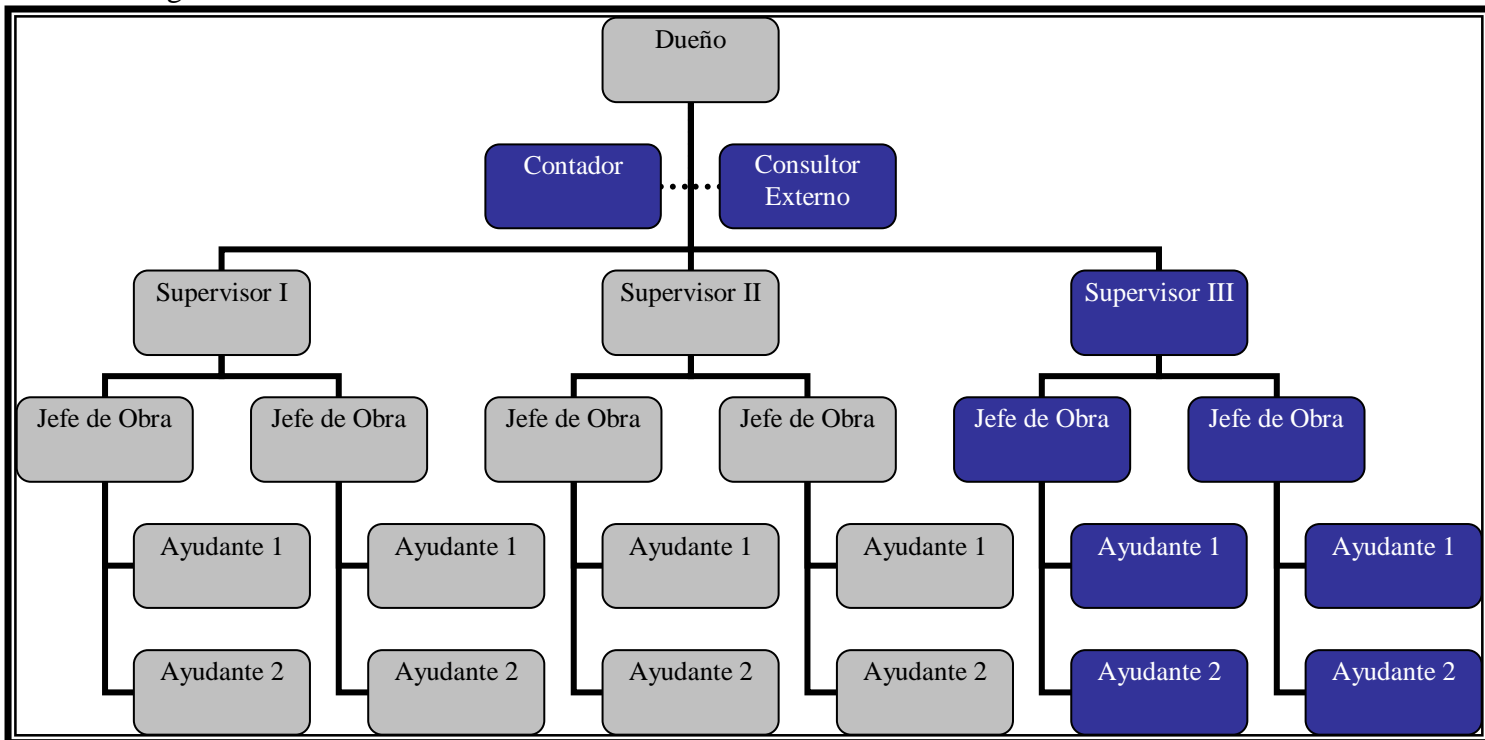 Dueño
Contador
Consultor
Externo
Supervisor I
Supervisor II
Supervisor III
Jefe de Obra
Jefe de Obra
Jefe de Obra
Jefe de Obra
Jefe de Obra
Jefe de Obra
Ayudante 1
Ayudante 1
Ayudante 1
Ayudante 1
Ayudante 1
Ayudante 1
Ayudante 2
Ayudante 2
Ayudante 2
Ayudante 2
Ayudante 2
Ayudante 2